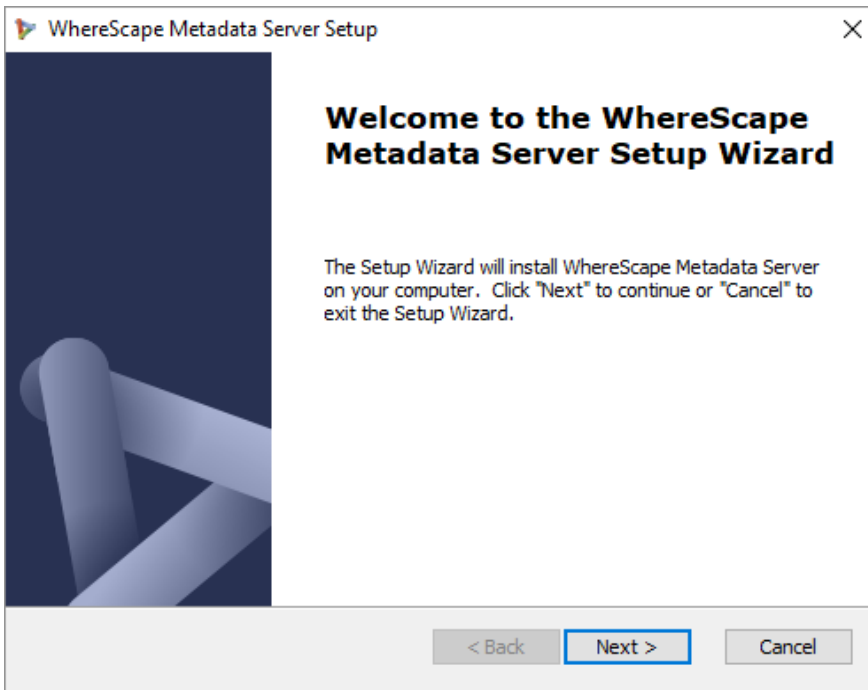 WhereScape Metadata Server Setup
Welcome to the WhereScape
Metadata Server Setup Wizard
The Setup Wizard will install WhereScape Metadata Server
on your computer.  Click "Next" to continue or "Cancel" to
exit the Setup Wizard.
< Back Next > Cancel